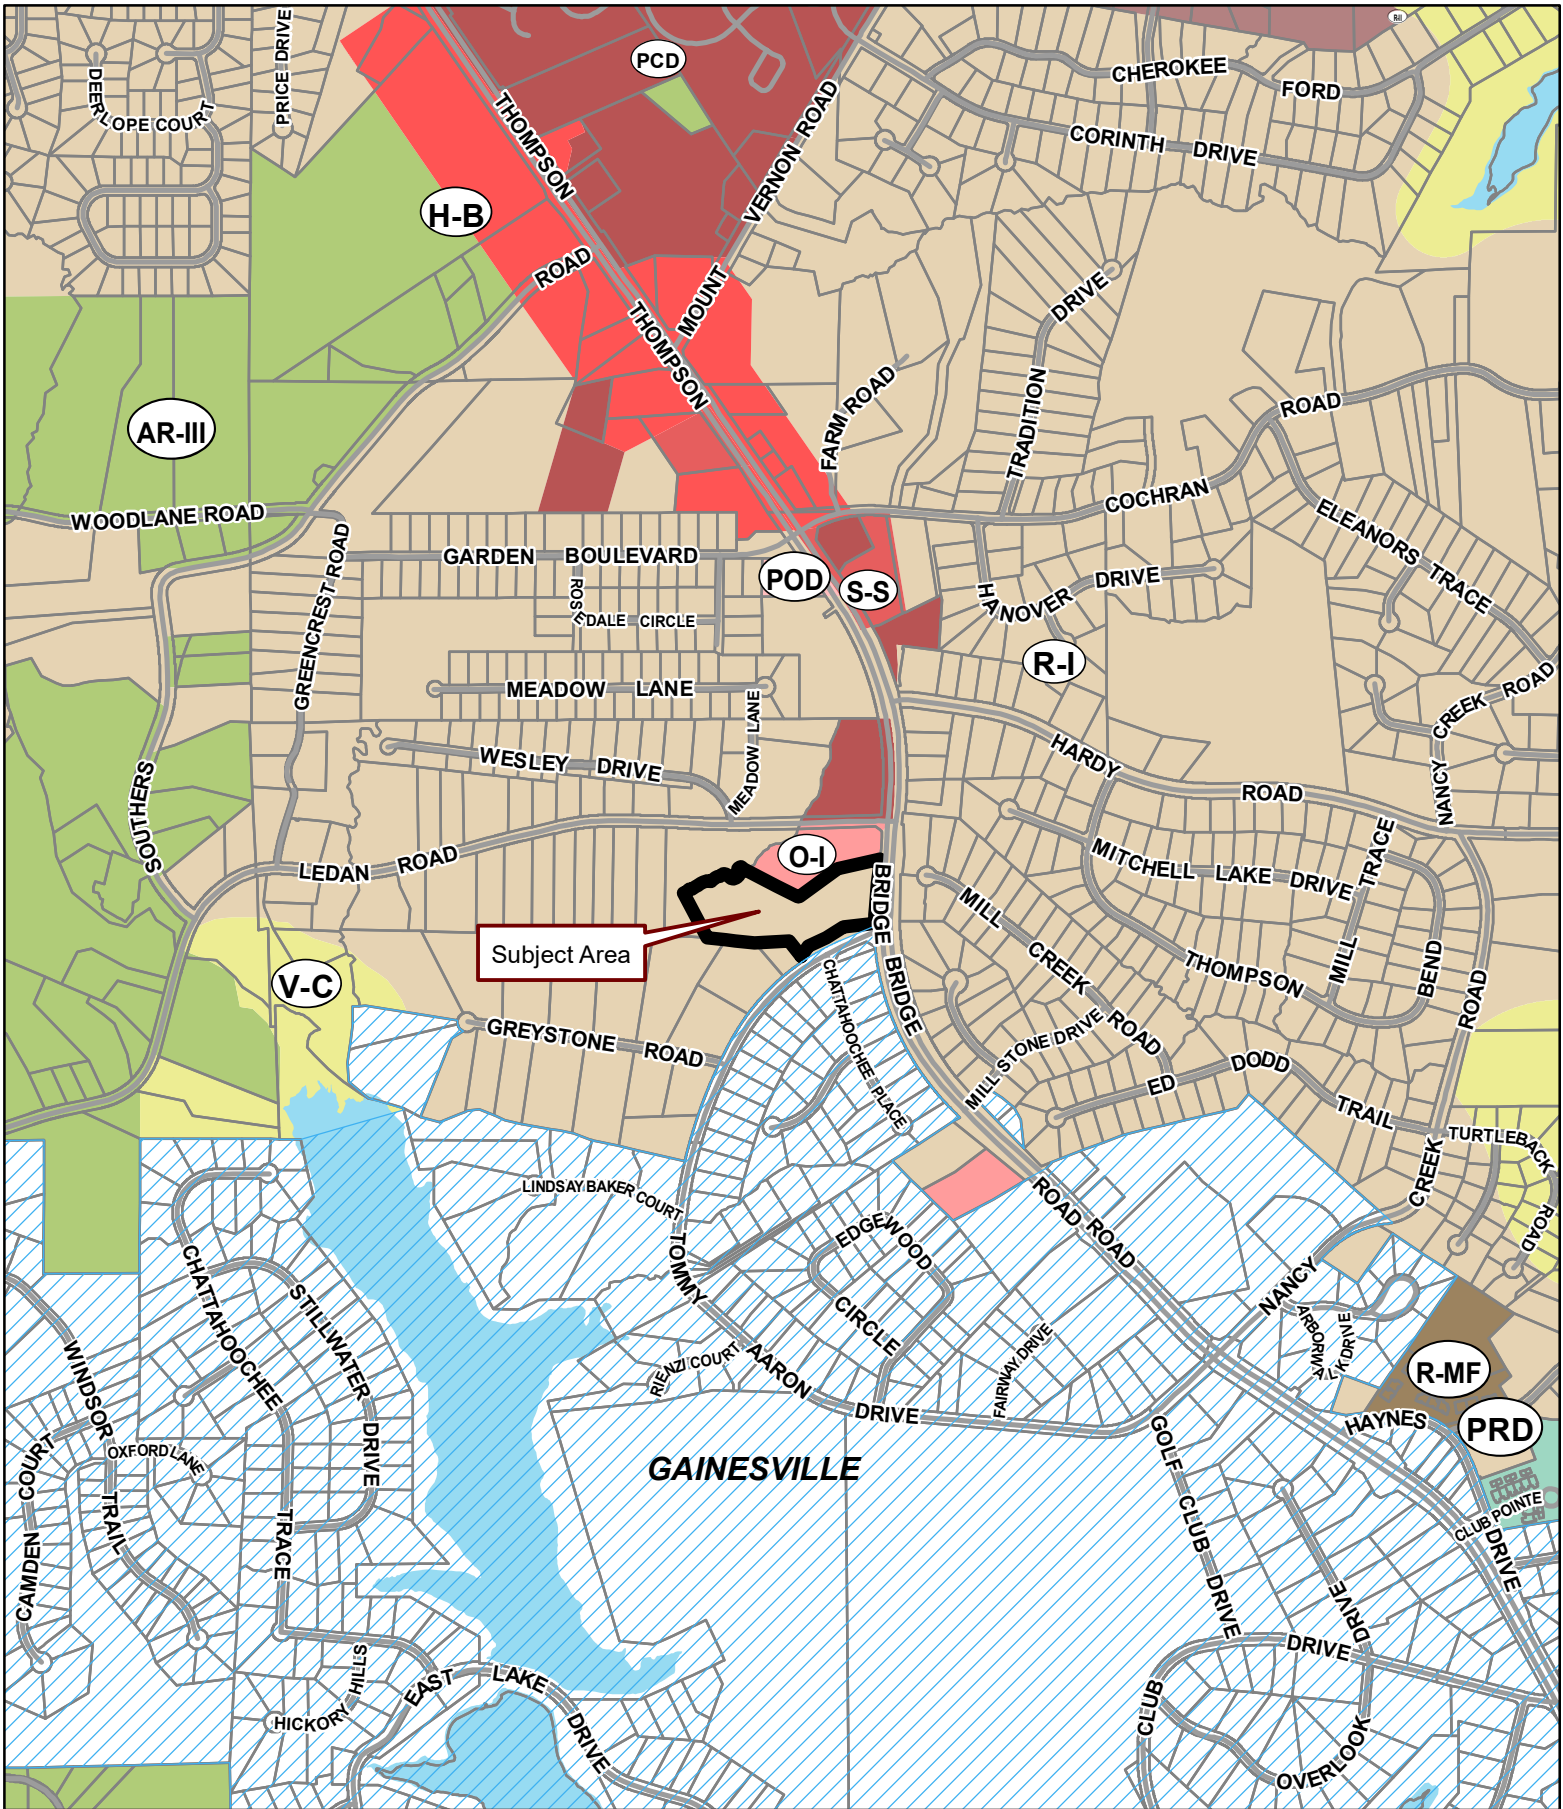 PRICE DRIVE
DEER
LOPE COURT
PCD
RII
CHEROKEE
FORD
CORINTH DRIVE
THOMPSON
VERNON ROAD
H-B
ROAD
MOUNT
THOMPSON
DRIVE
TRADITION
FARM ROAD
ROAD
COCHRAN
AR-III
WOODLANE ROAD
GREENCREST ROAD
GARDEN BOULEVARD
ROSEDALE CIRCLE
POD
S-S
HANOVER DRIVE
ELEANORS TRACE
R-I
MEADOW LANE
MEADOW LANE
WESLEY DRIVE
SOUTHERS
HARDY ROAD
NANCY CREEK ROAD
LEDAN ROAD
O-I
BRIDGE
MITCHELL LAKE DRIVE
MILL TRACE
MILL CREEK ROAD
THOMPSON
MILL
BEND
ROAD
Subject Area
V-C
BRIDGE
CHATTAHOOCHEE PLACE
GREYSTONE ROAD
MILL STONE DRIVE
ED DODD TRAIL
TURTLEBACK ROAD
CREEK
LINDSAY BAKER COURT
ROAD
ROAD
NANCY
TOMMY AARON DRIVE
EDGEWOOD
CIRCLE
RIENZI COURT
FAIRWAY DRIVE
ARBORWALK DRIVE
R-MF
PRD
HAYNES
DRIVE
CLUB POINTE
CHATTAHOOCHEE
TRACE
STILLWATER DRIVE
WINDSOR
TRAIL
OXFORD LANE
CAMDEN COURT
GAINESVILLE
GOLF CLUB DRIVE
DRIVE
DRIVE
CLUB
OVERLOOK
HICKORY HILLS
EAST LAKE DRIVE